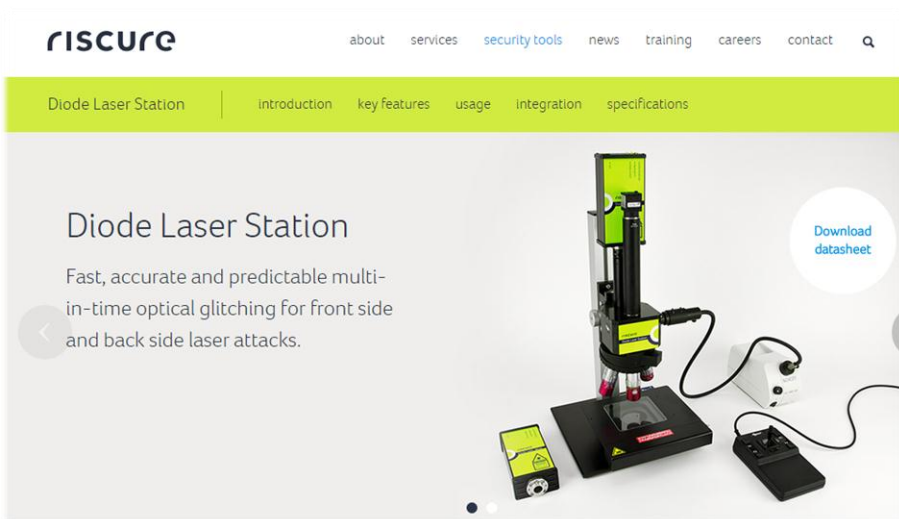 riscure
about services security tools news training careers contact
Diode Laser Station
introduction key features usage integration specifications
Diode Laser Station
Fast, accurate and predictable multi-
in-time optical glitching for front side
and back side laser attacks.
Download
datasheet